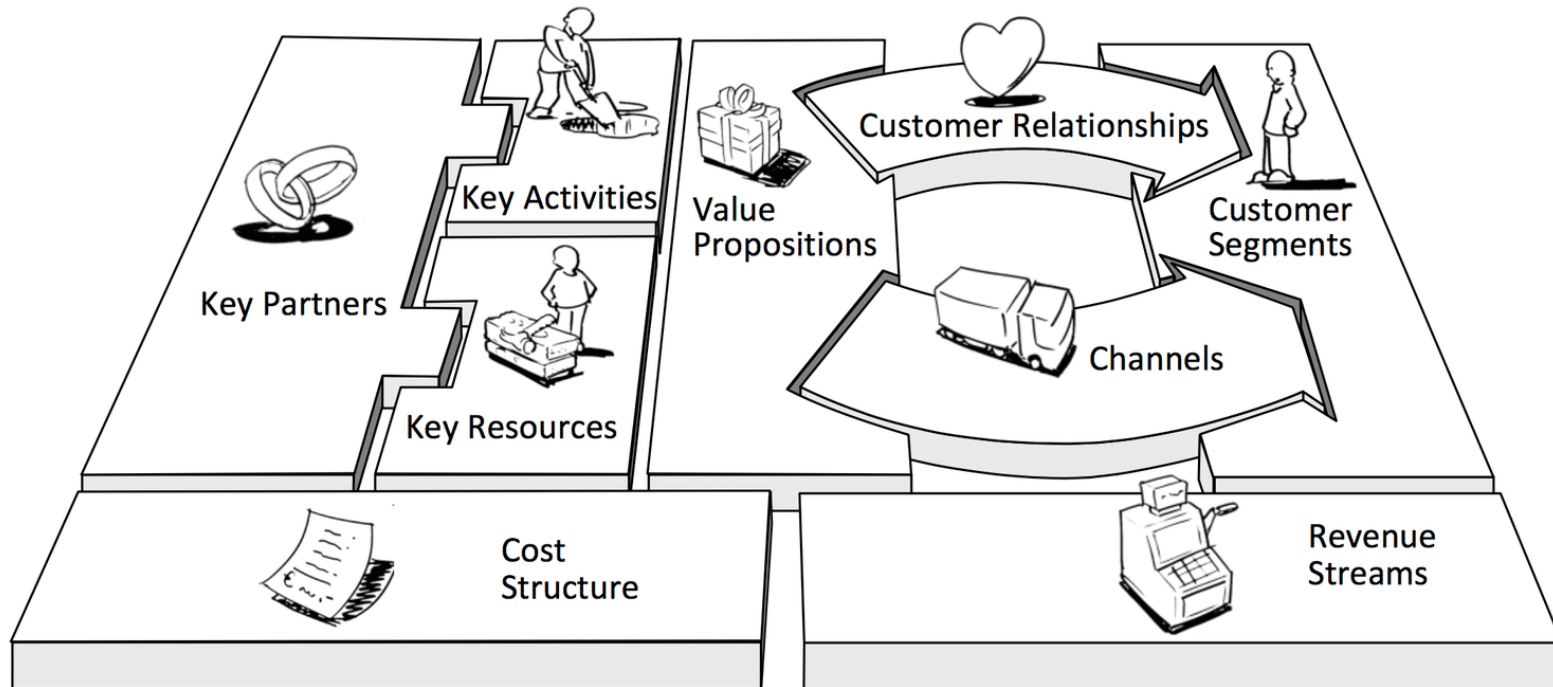 Key Partners
Key Activities
Key Resources
Value
Propositions
Customer Relationships
Channels
Customer
Segments
Cost
Structure
Revenue
Streams